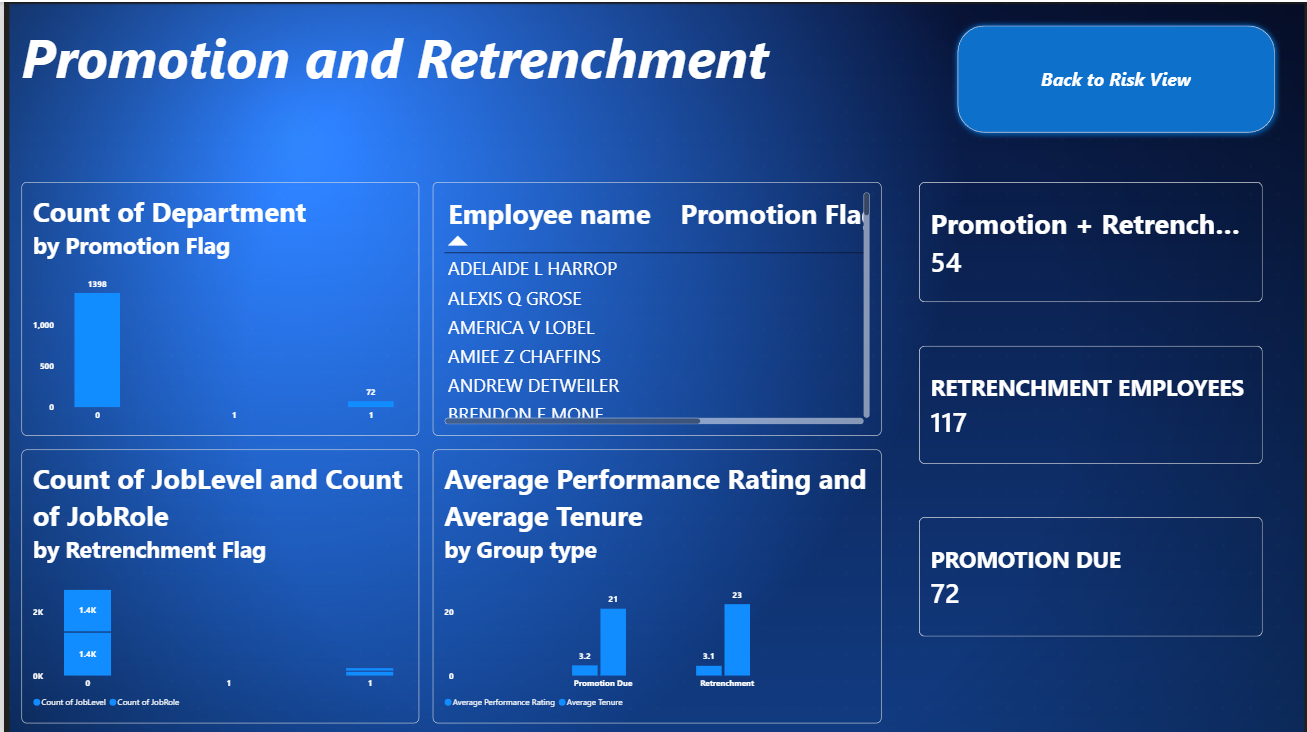 Promotion and Retrenchment
Back to Risk View
Count of Department
by Promotion Flag
1398
1,000
500
0
72
0
1
1
Employee name Promotion Flag
ADELAIDE L HARROP
ALEXIS Q GROSE
AMERICA V LOBEL
AMIEE Z CHAFFINS
ANDREW DETWEILER
BRENDON E MONE
Promotion + Retrench...
54
RETRENCHMENT EMPLOYEES
117
PROMOTION DUE
72
Count of JobLevel and Count
of JobRole
by Retrenchment Flag
2K
1.4K
1.4K
0K
0
1
1
Count of JobLevel Count of JobRole
Average Performance Rating and
Average Tenure
by Group type
20
21
23
3.2
3.1
0
Promotion Due Retrenchment
Average Performance Rating Average Tenure